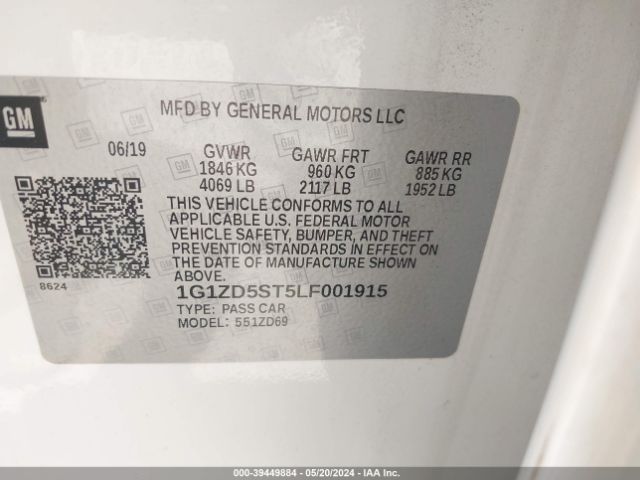 GM
MFD BY GENERAL MOTORS LLC
06/19
GVWR GAWR FRT GAWR RR
1846 KG 960 KG 885 KG
4069 LB 2117 LB 1952 LB
THIS VEHICLE CONFORMS TO ALL
APPLICABLE U.S. FEDERAL MOTOR
VEHICLE SAFETY, BUMPER, AND THEFT
PREVENTION STANDARDS IN EFFECT ON
THE DATE OF MANUFACTURE SHOWN
ABOVE.
8624
1G1ZD5ST5LF001915
TYPE: PASS CAR
MODEL: 551ZD69
000-39449884 - 05/20/2024 - IAA Inc.